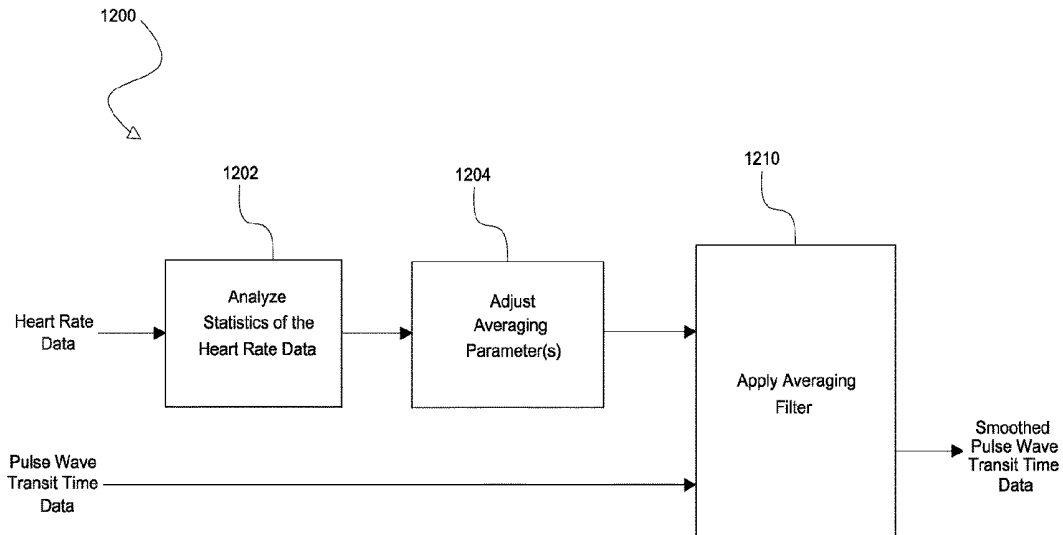 1200
1202
1204
1210
Analyze
Statistics of the
Heart Rate Data
Adjust
Averaging
Parameter(s)
Heart Rate
Data
Apply Averaging
Filter
Pulse Wave
Transit Time
Data
Smoothed
Pulse Wave
Transit Time
Data